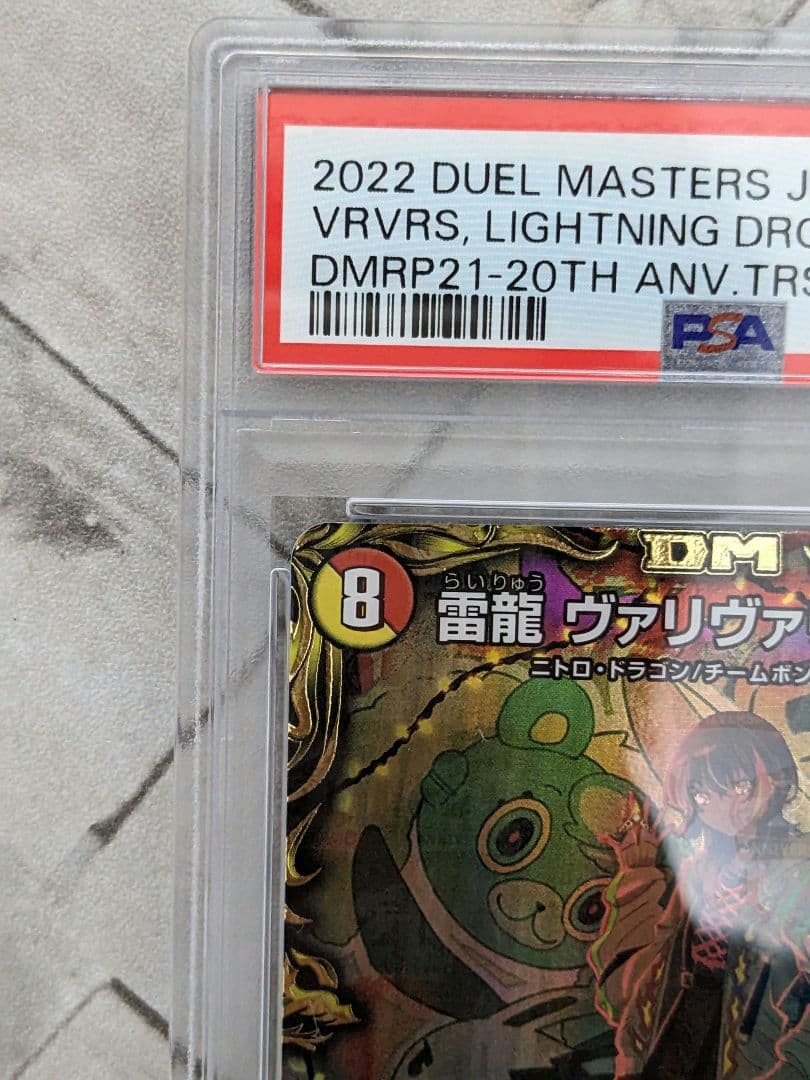 2022 DUEL MASTERS J
VRVRS, LIGHTNING DRO
DMRP21-20TH ANV.TRS
PSA
DM
8
らいりゅう
雷龍 ヴァリヴァ
ニトロ・ドラゴン/チームボン